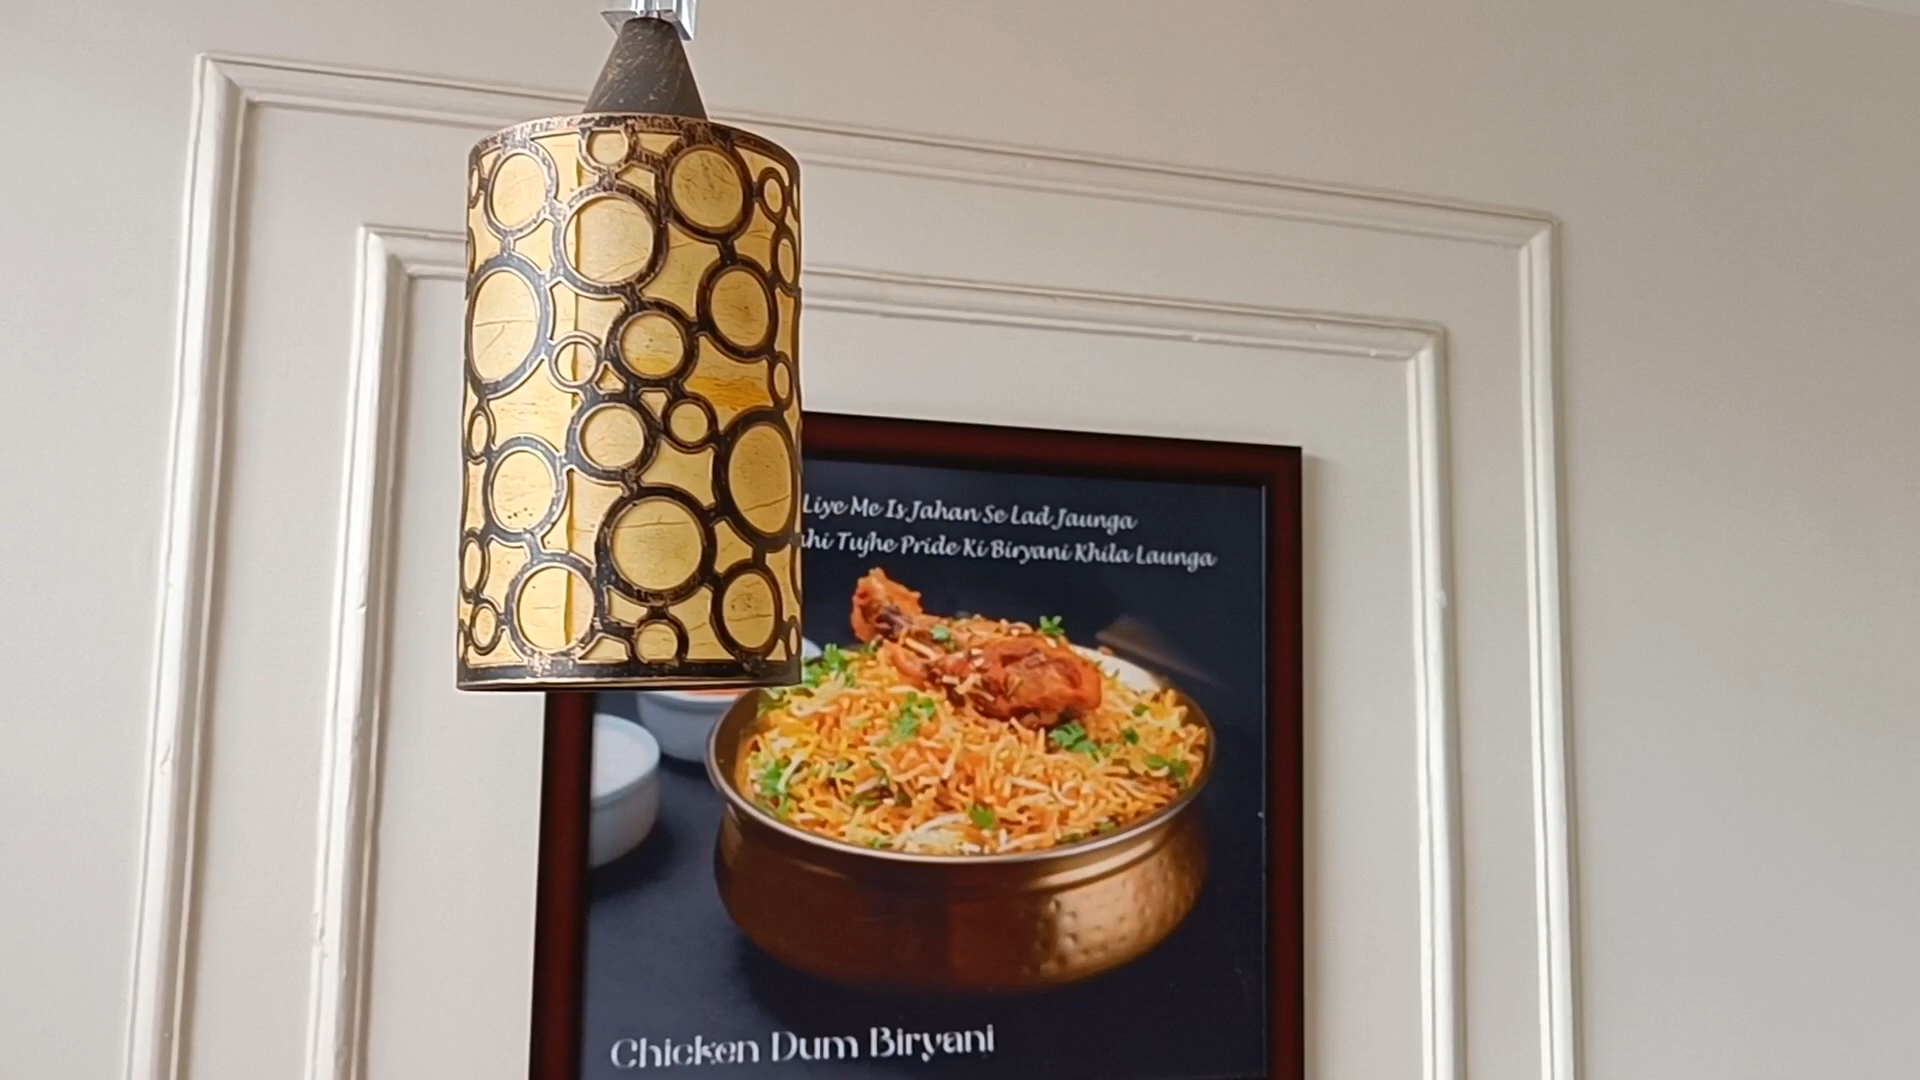 Liye Me Is Jahan Se Lad Jaunga
Tujhe Pride Ki Biryani Khila Launga
Chicken Dum Biryani